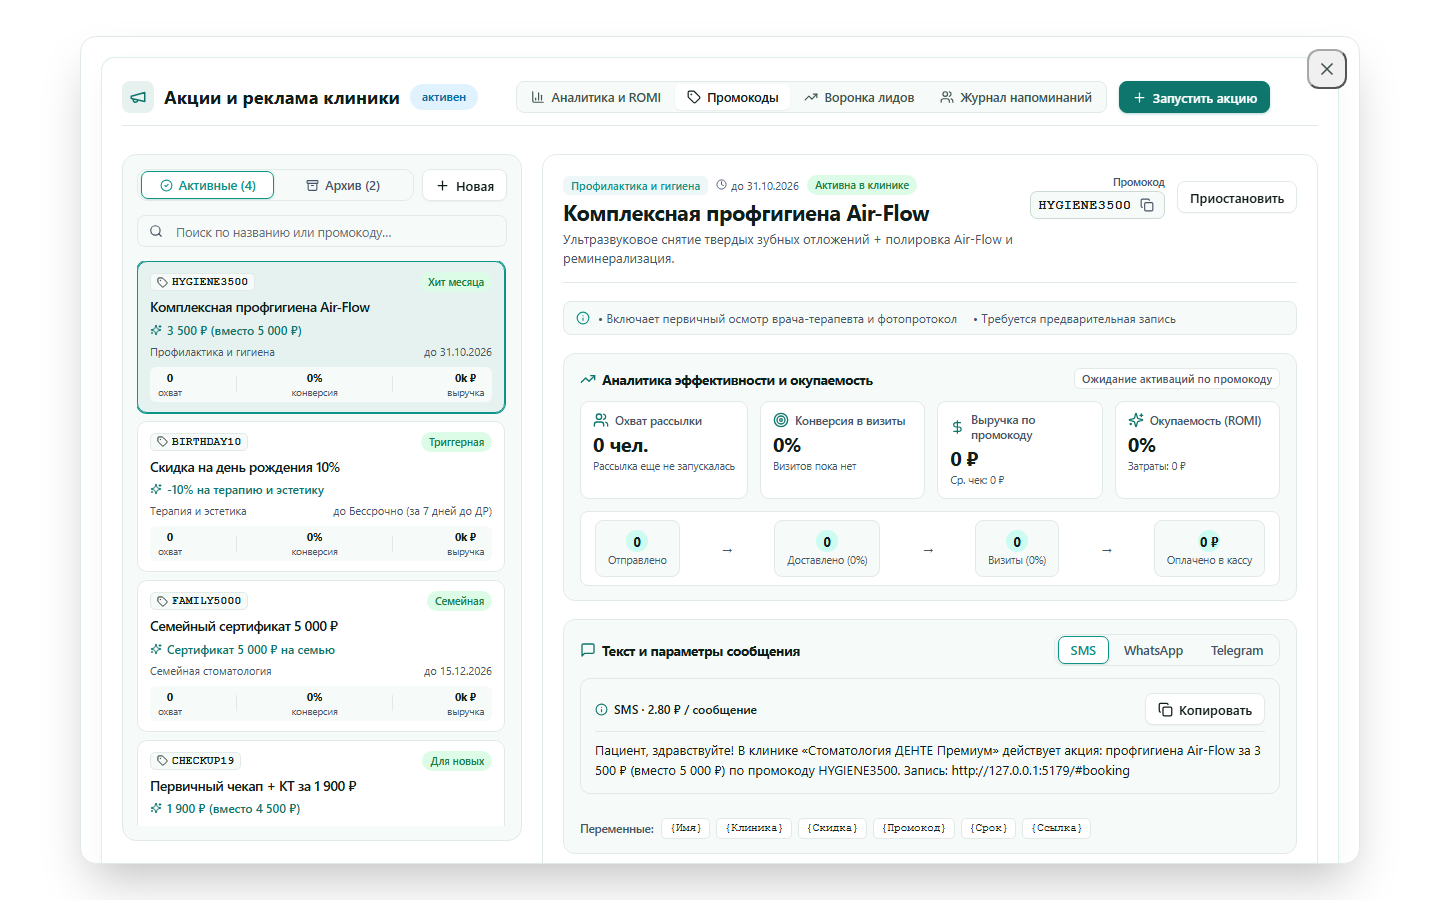 Акции и реклама клиники
активен
Аналитика и ROMI
Промокоды
Воронка лидов
Журнал напоминаний
Запустить акцию
Активные (4)
Архив (2)
Новая
Поиск по названию или промокоду...
HYGIENE3500
Хит месяца
Комплексная профгигиена Air-Flow
3 500 ₽ (вместо 5 000 ₽)
Профилактика и гигиена
до 31.10.2026
0
0%
0k ₽
охват
конверсия
выручка
BIRTHDAY10
Триггерная
Скидка на день рождения 10%
-10% на терапию и эстетику
Терапия и эстетика
до Бессрочно (за 7 дней до ДР)
0
0%
0k ₽
охват
конверсия
выручка
FAMILY5000
Семейная
Семейный сертификат 5 000 ₽
Сертификат 5 000 ₽ на семью
Семейная стоматология
до 15.12.2026
0
0%
0k ₽
охват
конверсия
выручка
CHECKUP19
Для новых
Первичный чекап + КТ за 1 900 ₽
1 900 ₽ (вместо 4 500 ₽)
Профилактика и гигиена
до 31.10.2026
Активна в клинике
Комплексная профгигиена Air-Flow
Ультразвуковое снятие твердых зубных отложений + полировка Air-Flow и
реминерализация.
Промокод
HYGIENE3500
Приостановить
• Включает первичный осмотр врача-терапевта и фотопротокол
• Требуется предварительная запись
Аналитика эффективности и окупаемость
Ожидание активаций по промокоду
Охват рассылки
0 чел.
Рассылка еще не запускалась
Конверсия в визиты
0%
Визитов пока нет
Выручка по
промокоду
0 ₽
Ср. чек: 0 ₽
Окупаемость (ROMI)
0%
Затраты: 0 ₽
0
Отправлено
→
0
Доставлено (0%)
→
0
Визиты (0%)
→
0 ₽
Оплачено в кассу
Текст и параметры сообщения
SMS
WhatsApp
Telegram
SMS · 2.80 ₽ / сообщение
Копировать
Пациент, здравствуйте! В клинике «Стоматология ДЕНТЕ Премиум» действует акция: профгигиена Air-Flow за 3
500 ₽ (вместо 5 000 ₽) по промокоду HYGIENE3500. Запись: http://127.0.0.1:5179/#booking
Переменные:
{Имя}
{Клиника}
{Скидка}
{Промокод}
{Срок}
{Ссылка}